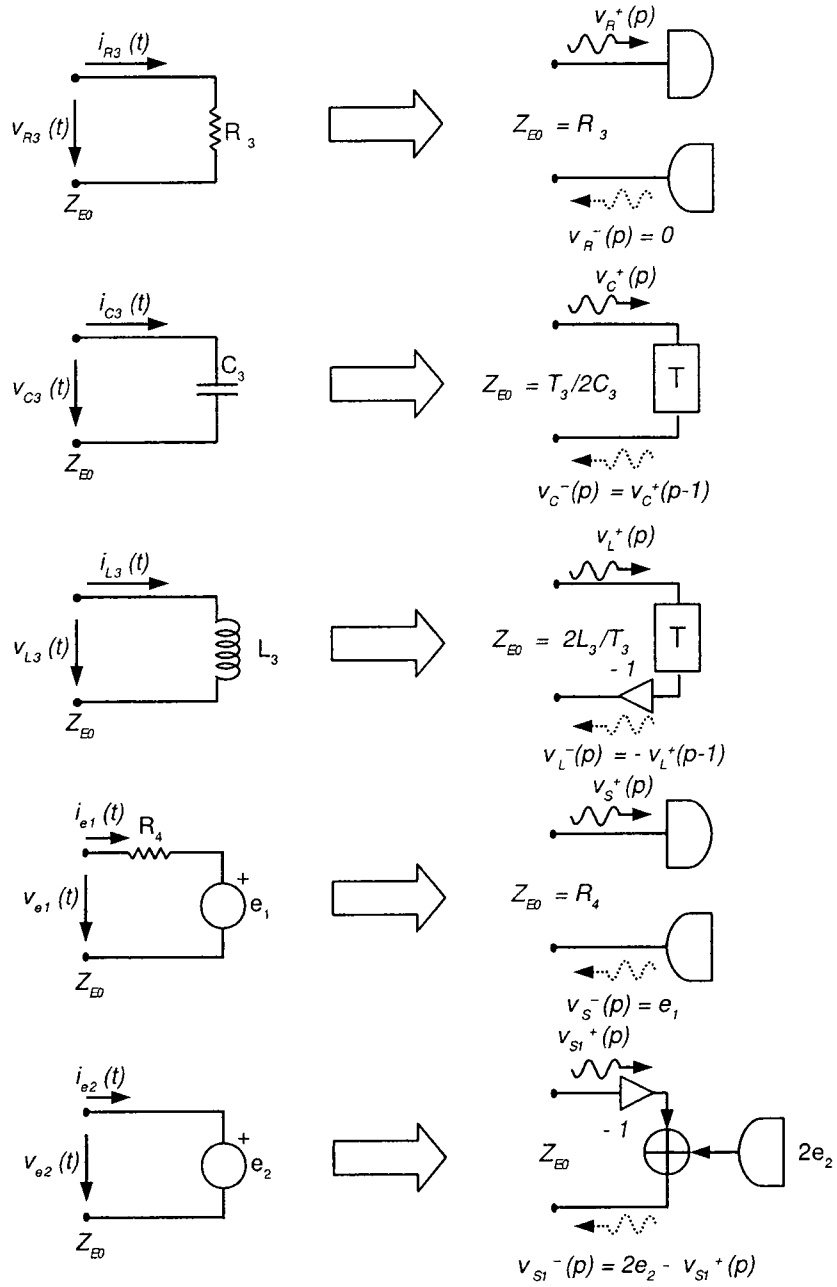 i_R3 (t)
v_R3 (t)
R_3
Z_E0
v_R^+(p)
Z_E0 = R_3
v_R^-(p) = 0
i_C3 (t)
v_C3 (t)
C_3
Z_E0
v_C^+(p)
Z_E0 = T_3/2C_3
T
v_C^-(p) = v_C^+(p-1)
i_L3 (t)
v_L3 (t)
L_3
Z_E0
v_L^+(p)
Z_E0 = 2L_3/T_3
T
- 1
v_L^-(p) = - v_L^+(p-1)
i_e1 (t)
R_4
v_e1 (t)
+
e_1
Z_E0
v_S^+(p)
Z_E0 = R_4
v_S^-(p) = e_1
i_e2 (t)
v_e2 (t)
+
e_2
Z_E0
v_S1^+(p)
- 1
Z_E0
2e_2
v_S1^-(p) = 2e_2 - v_S1^+(p)